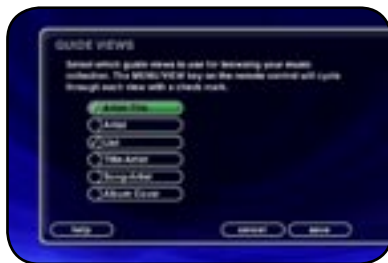 GUIDE VIEWS
Select which guide views to use for browsing your music
collection. The MENU/VIEW key on the remote control will cycle
through each view with a check mark.
Artist
List
Title-Artist
Song-Artist
Album Cover
help
cancel
save